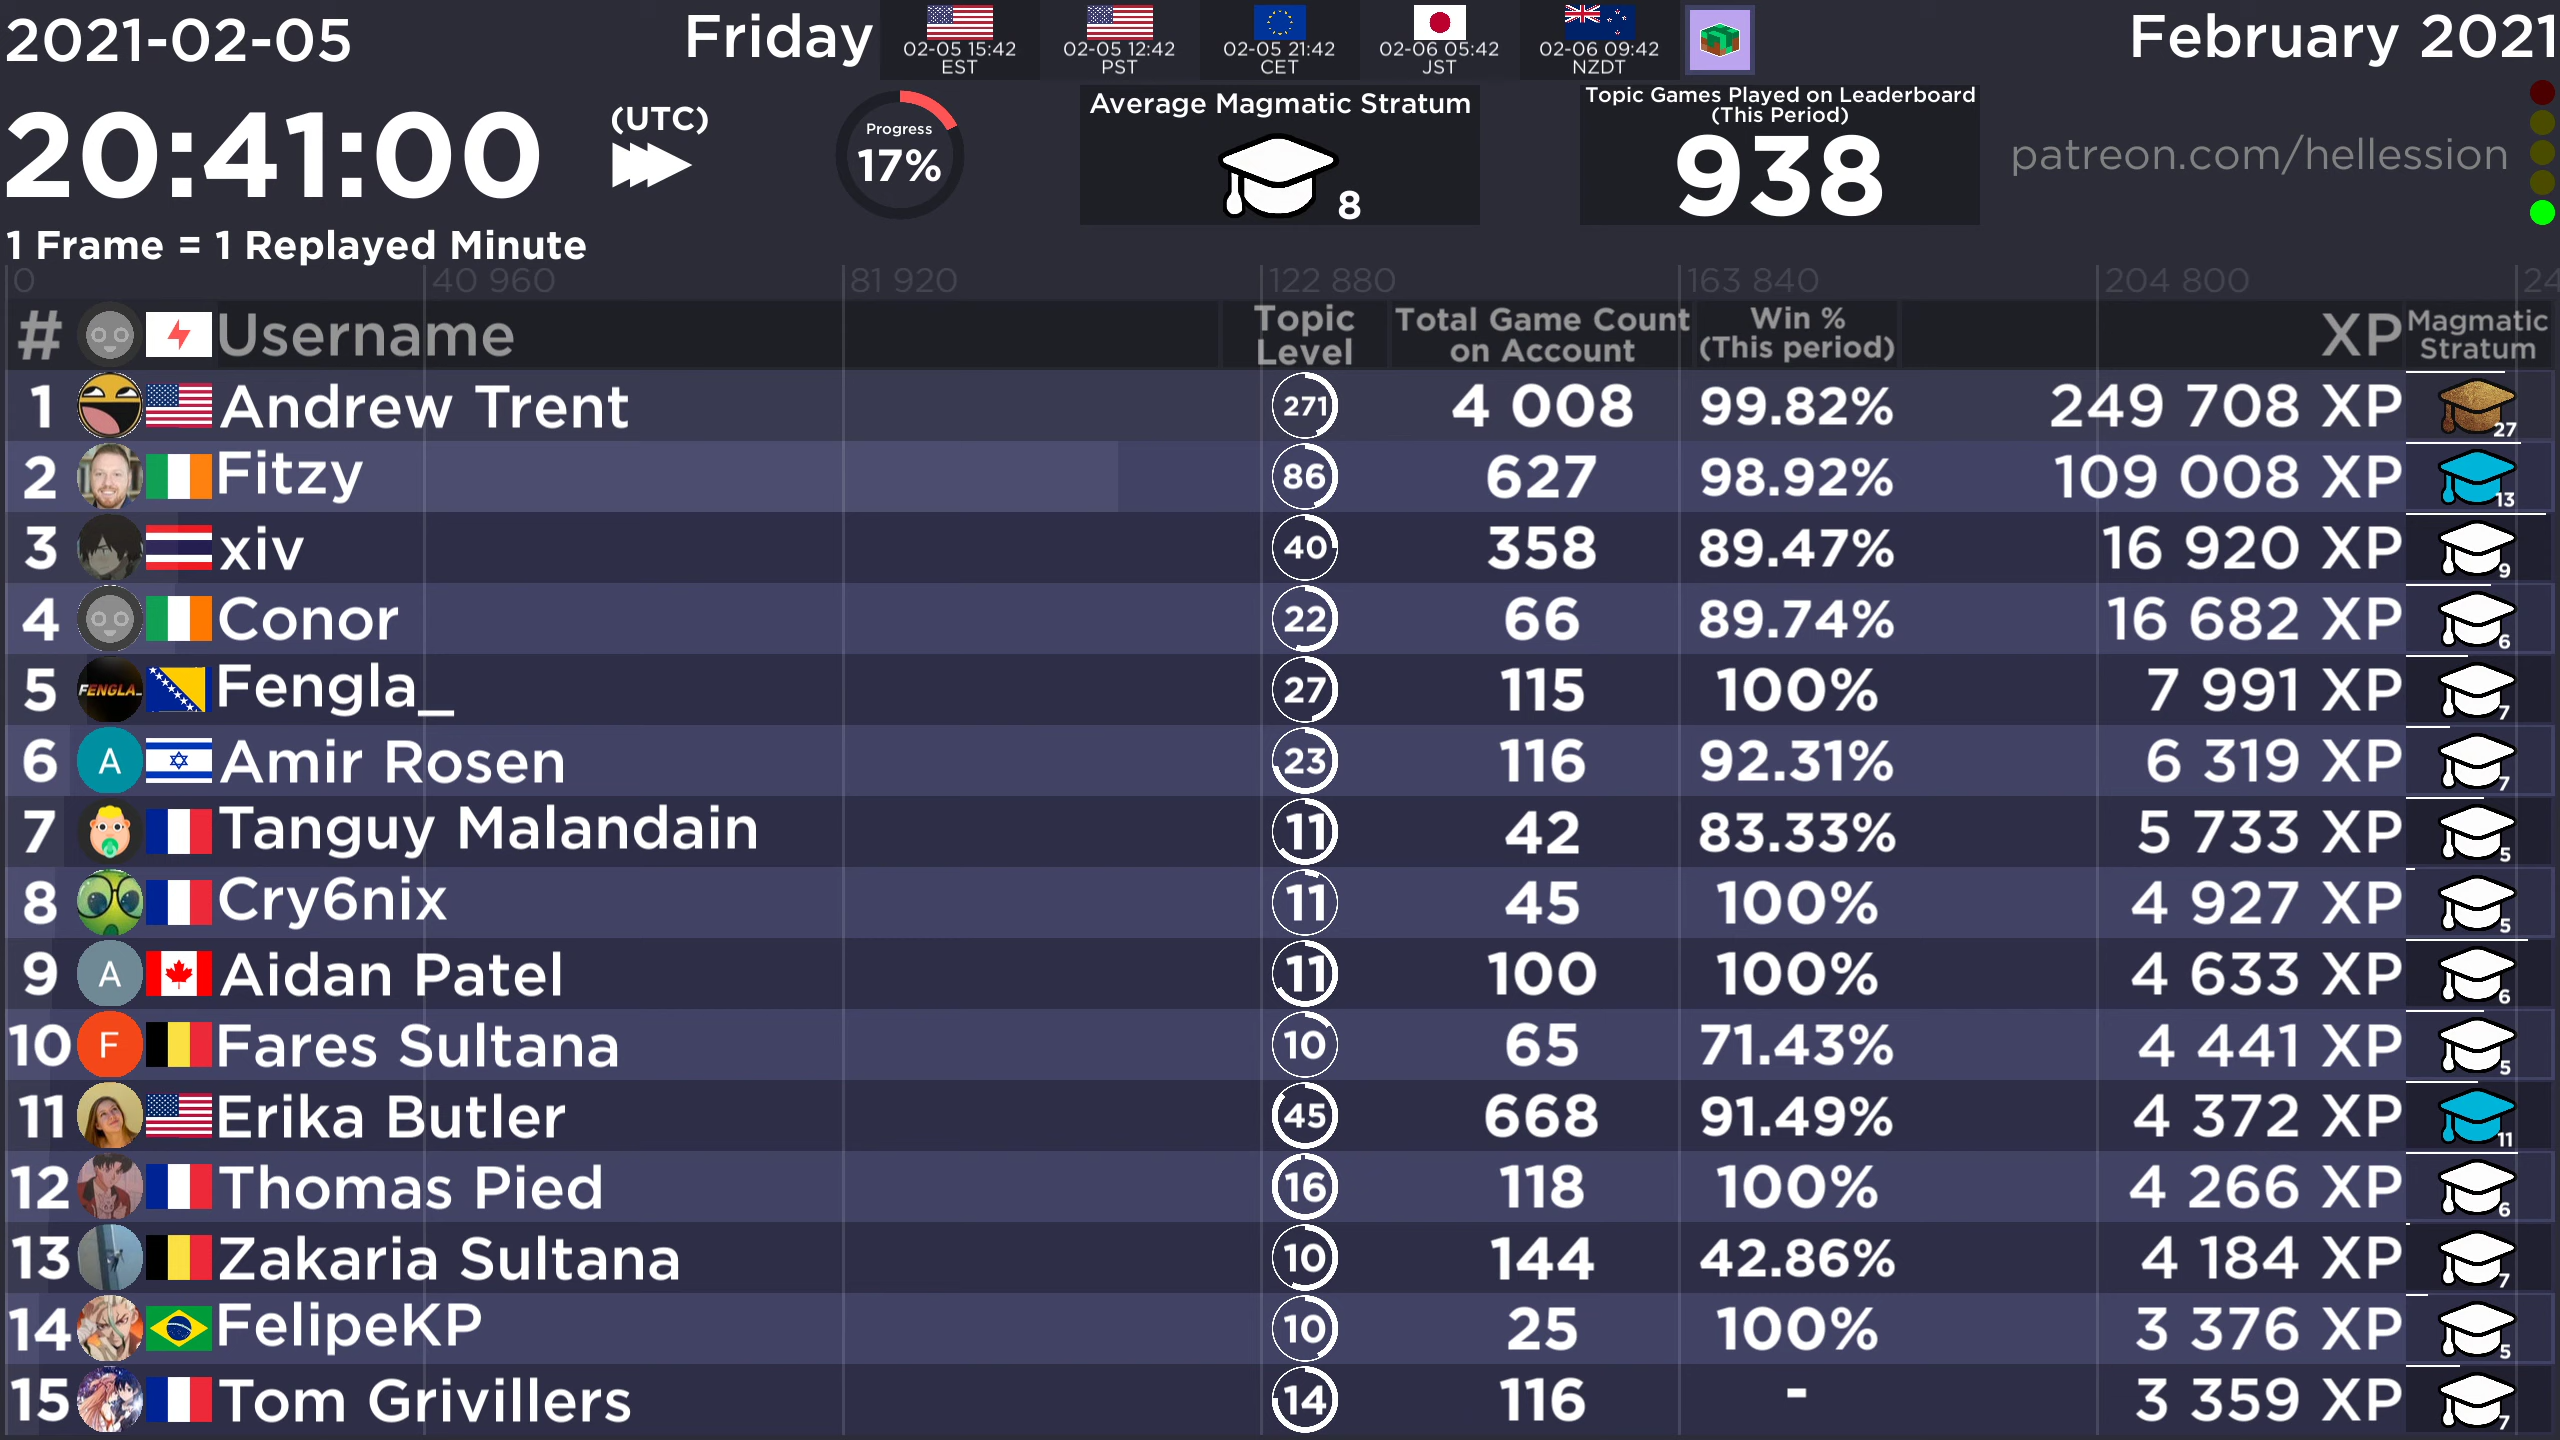 2021-02-05
Friday
02-05 15:42
EST
02-05 12:42
PST
02-05 21:42
CET
02-06 05:42
JST
02-06 09:42
NZDT
February 2021
20:41:00
(UTC)
Progress
17%
Average Magmatic Stratum
8
Topic Games Played on Leaderboard
(This Period)
938
patreon.com/hellession
1 Frame = 1 Replayed Minute
0 40 960 81 920 122 880 163 840 204 800 24
# Username Topic Level Total Game Count on Account Win % (This period) XP Magmatic Stratum
1 Andrew Trent 271 4 008 99.82% 249 708 XP 27
2 Fitzy 86 627 98.92% 109 008 XP 13
3 xiv 40 358 89.47% 16 920 XP 9
4 Conor 22 66 89.74% 16 682 XP 6
5 FENGLA_ Fengla_ 27 115 100% 7 991 XP 7
6 A Amir Rosen 23 116 92.31% 6 319 XP 7
7 Tanguy Malandain 11 42 83.33% 5 733 XP 5
8 Cry6nix 11 45 100% 4 927 XP 5
9 A Aidan Patel 11 100 100% 4 633 XP 6
10 F Fares Sultana 10 65 71.43% 4 441 XP 5
11 Erika Butler 45 668 91.49% 4 372 XP 11
12 Thomas Pied 16 118 100% 4 266 XP 6
13 Zakaria Sultana 10 144 42.86% 4 184 XP 7
14 FelipeKP 10 25 100% 3 376 XP 5
15 Tom Grivillers 14 116 - 3 359 XP 7